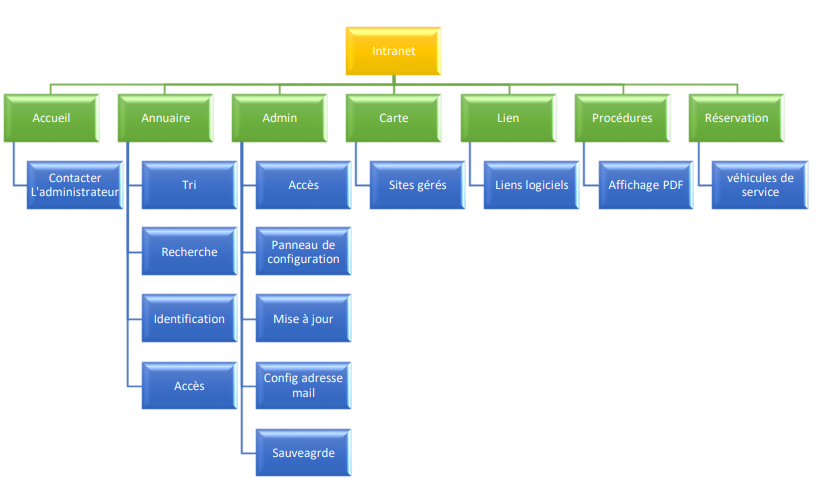 Intranet
Accueil
Annuaire
Admin
Carte
Lien
Procédures
Réservation
Contacter
L'administrateur
Tri
Accès
Sites gérés
Liens logiciels
Affichage PDF
véhicules de
service
Recherche
Panneau de
configuration
Identification
Mise à jour
Accès
Config adresse
mail
Sauveagrde